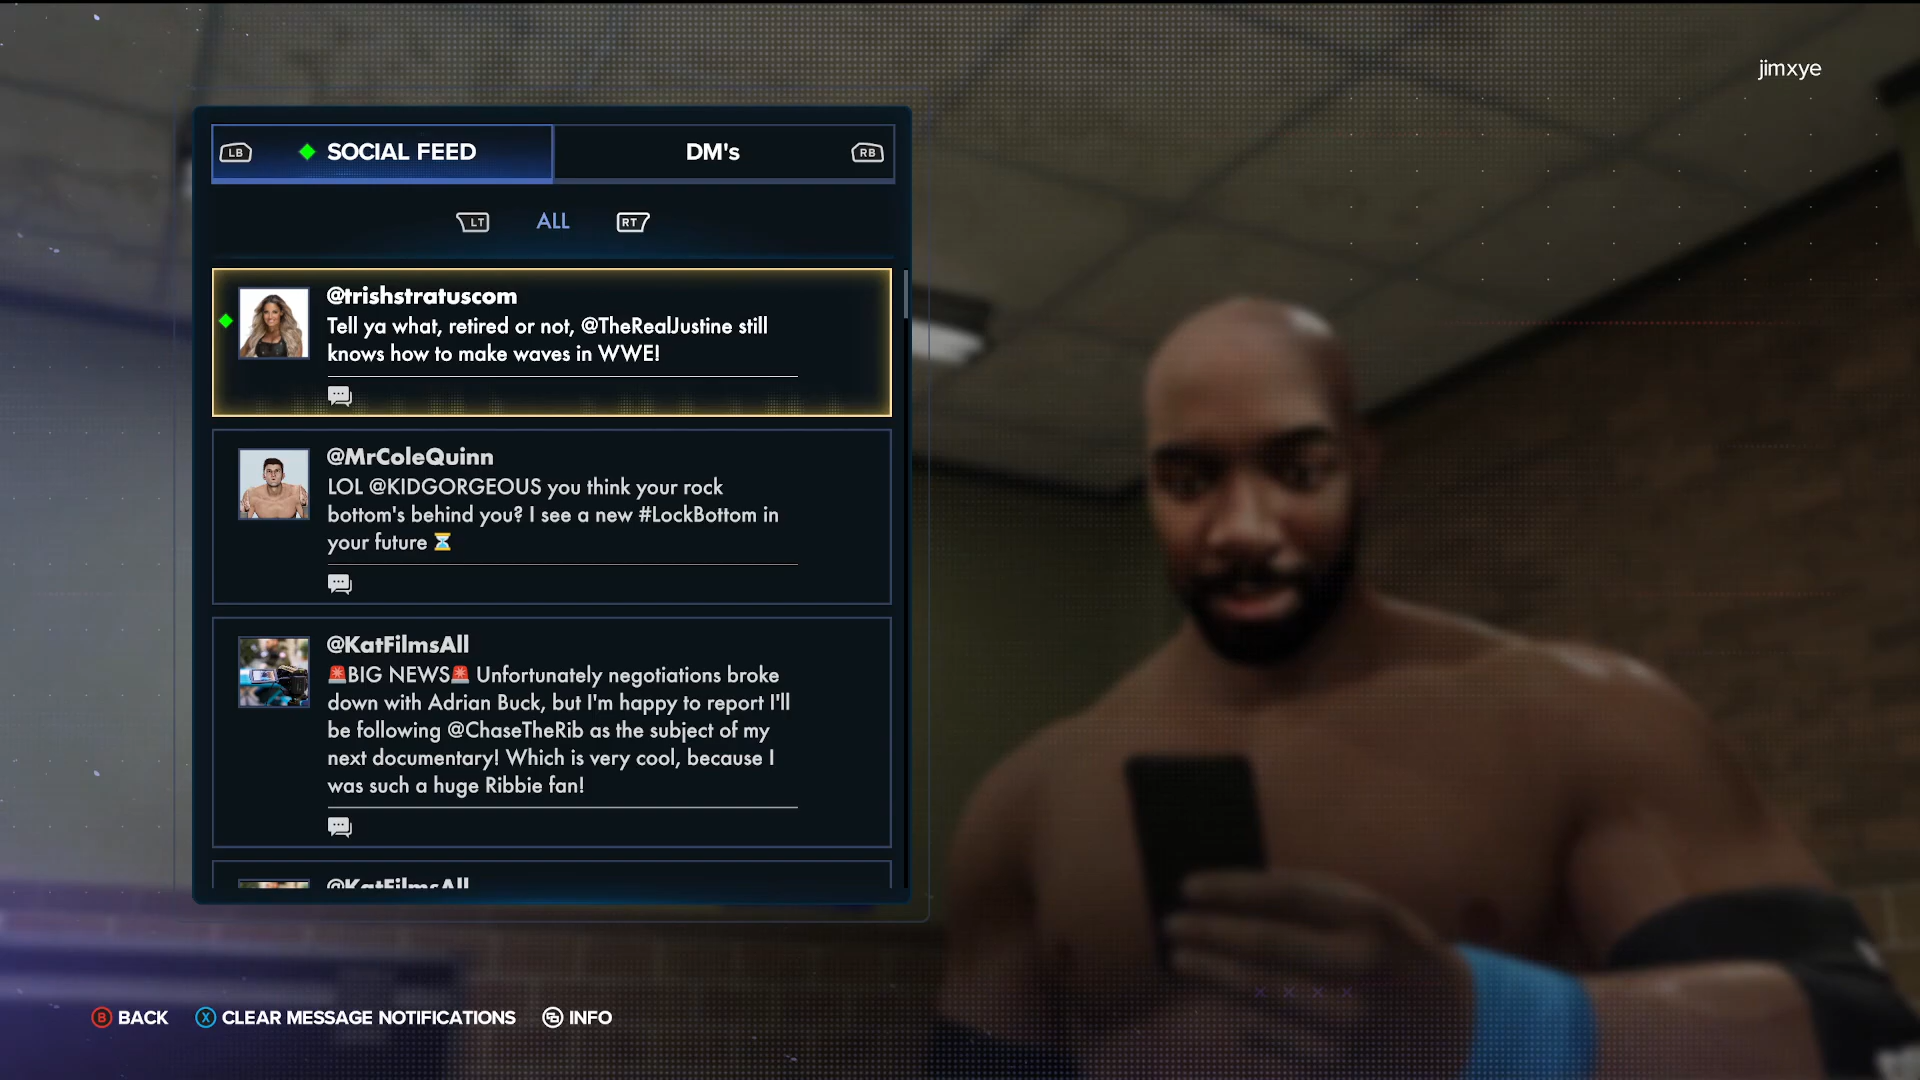 jimxye
LB SOCIAL FEED DM's RB
LT ALL RT
@trishstratuscom
Tell ya what, retired or not, @TheRealJustine still
knows how to make waves in WWE!
@MrColeQuinn
LOL @KIDGORGEOUS you think your rock
bottom's behind you? I see a new #LockBottom in
your future ⏳
@KatFilmsAll
🚨BIG NEWS🚨 Unfortunately negotiations broke
down with Adrian Buck, but I'm happy to report I'll
be following @ChaseTheRib as the subject of my
next documentary! Which is very cool, because I
was such a huge Ribbie fan!
@KatFilmsAll
B BACK X CLEAR MESSAGE NOTIFICATIONS INFO